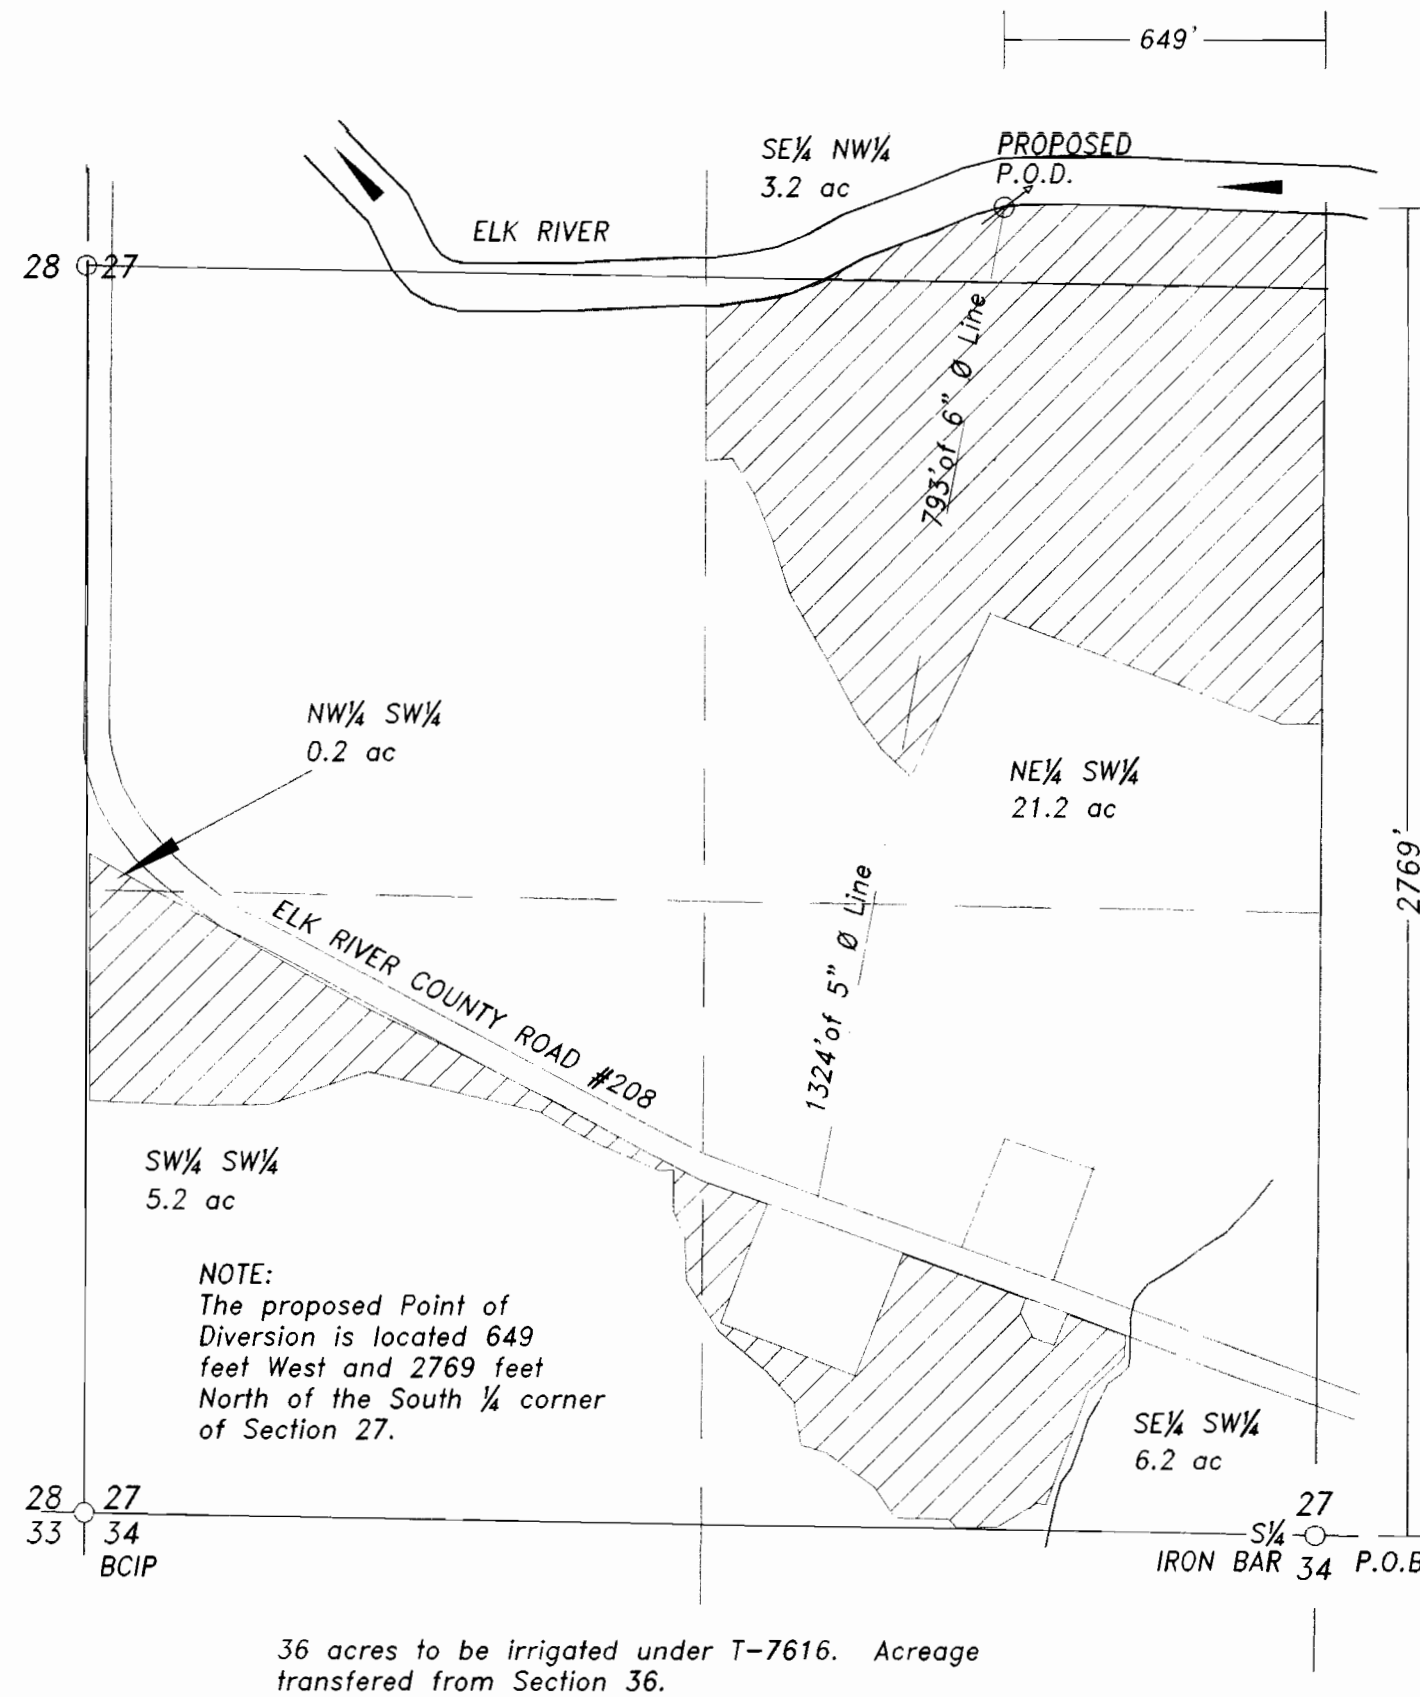 649'
SE¼ NW¼
3.2 ac
PROPOSED
P.O.D.
ELK RIVER
28 27
793' of 6" Ø Line
NW¼ SW¼
0.2 ac
NE¼ SW¼
21.2 ac
2769'
ELK RIVER COUNTY ROAD #208
1324' of 5" Ø Line
SW¼ SW¼
5.2 ac
NOTE:
The proposed Point of
Diversion is located 649
feet West and 2769 feet
North of the South ¼ corner
of Section 27.
SE¼ SW¼
6.2 ac
28 27
33 34
BCIP
27
S¼
IRON BAR 34 P.O.B
36 acres to be irrigated under T-7616. Acreage
transfered from Section 36.